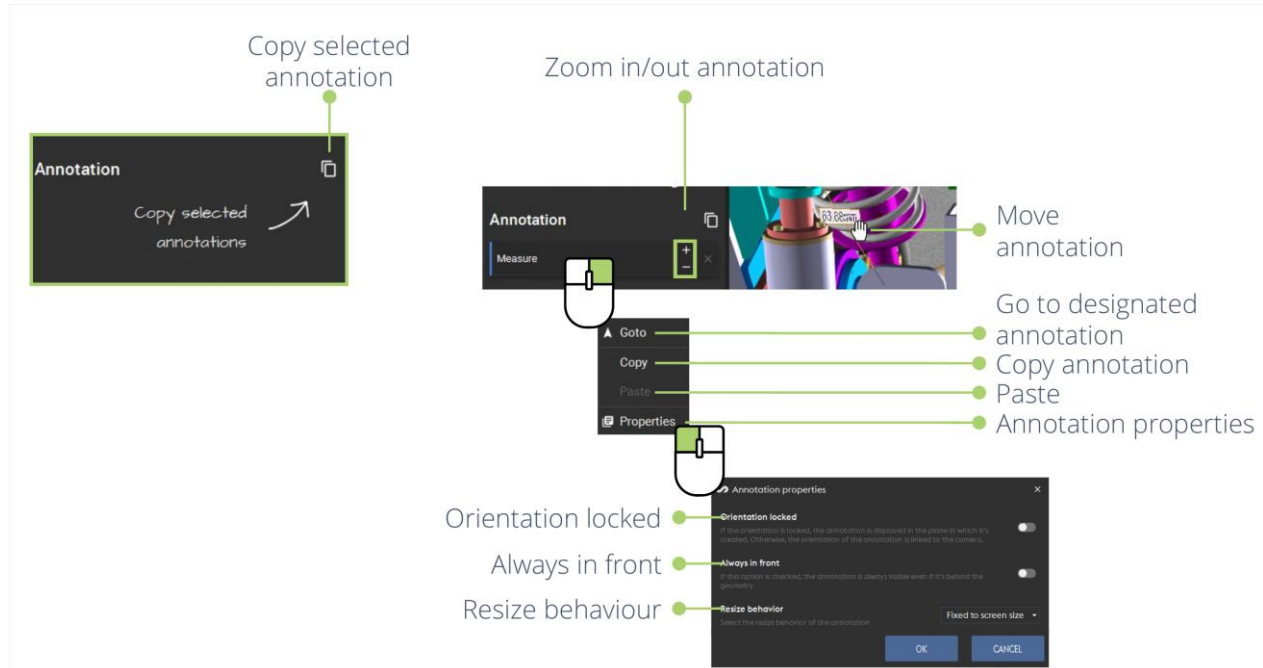 Copy selected
annotation
Zoom in/out annotation
Annotation
Copy selected
annotations
Annotation
Measure
+
−
63.88mm
Move
annotation
Go to designated
annotation
Goto
Copy
Copy annotation
Paste
Paste
Properties
Annotation properties
Annotation properties
Orientation locked
Orientation locked
If the orientation is locked, the annotation is displayed in the plane in which it's
created. Otherwise, the orientation of the annotation is linked to the camera.
Always in front
Always in front
If this option is checked, the annotation is always visible even if it's behind the
geometry
Resize behaviour
Resize behavior
Select the resize behavior of the annotation
Fixed to screen size
OK
CANCEL